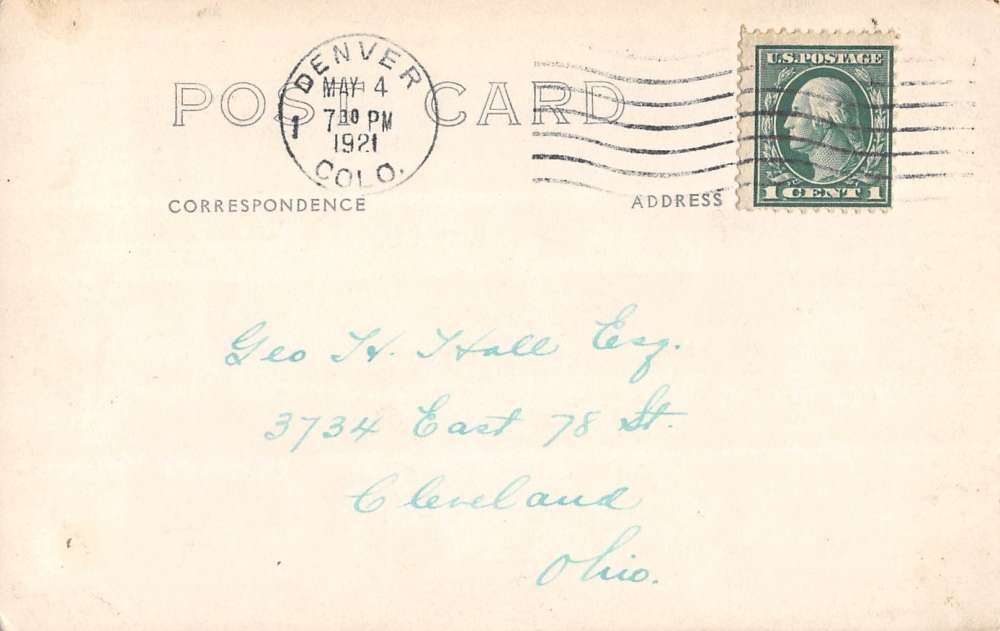 POST CARD
DENVER
MAY 4
7 30 PM
1
1921
COLO.
U.S. POSTAGE
1 CENT 1
CORRESPONDENCE
ADDRESS
Geo H. Hall Esq.
3734 East 78 St.
Cleveland
Ohio.